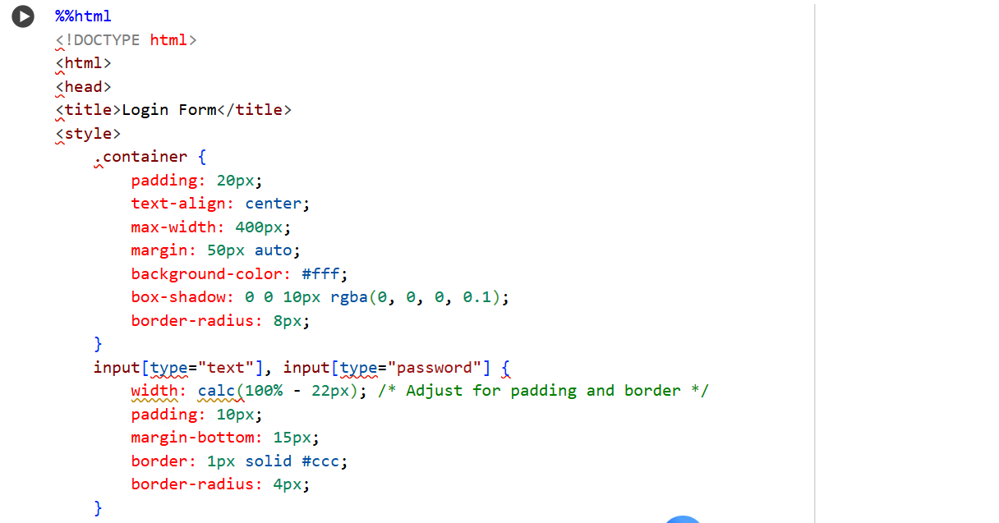 %%html
<!DOCTYPE html>
<html>
<head>
<title>Login Form</title>
<style>
    .container {
        padding: 20px;
        text-align: center;
        max-width: 400px;
        margin: 50px auto;
        background-color: #fff;
        box-shadow: 0 0 10px rgba(0, 0, 0, 0.1);
        border-radius: 8px;
    }
    input[type="text"], input[type="password"] {
        width: calc(100% - 22px); /* Adjust for padding and border */
        padding: 10px;
        margin-bottom: 15px;
        border: 1px solid #ccc;
        border-radius: 4px;
    }